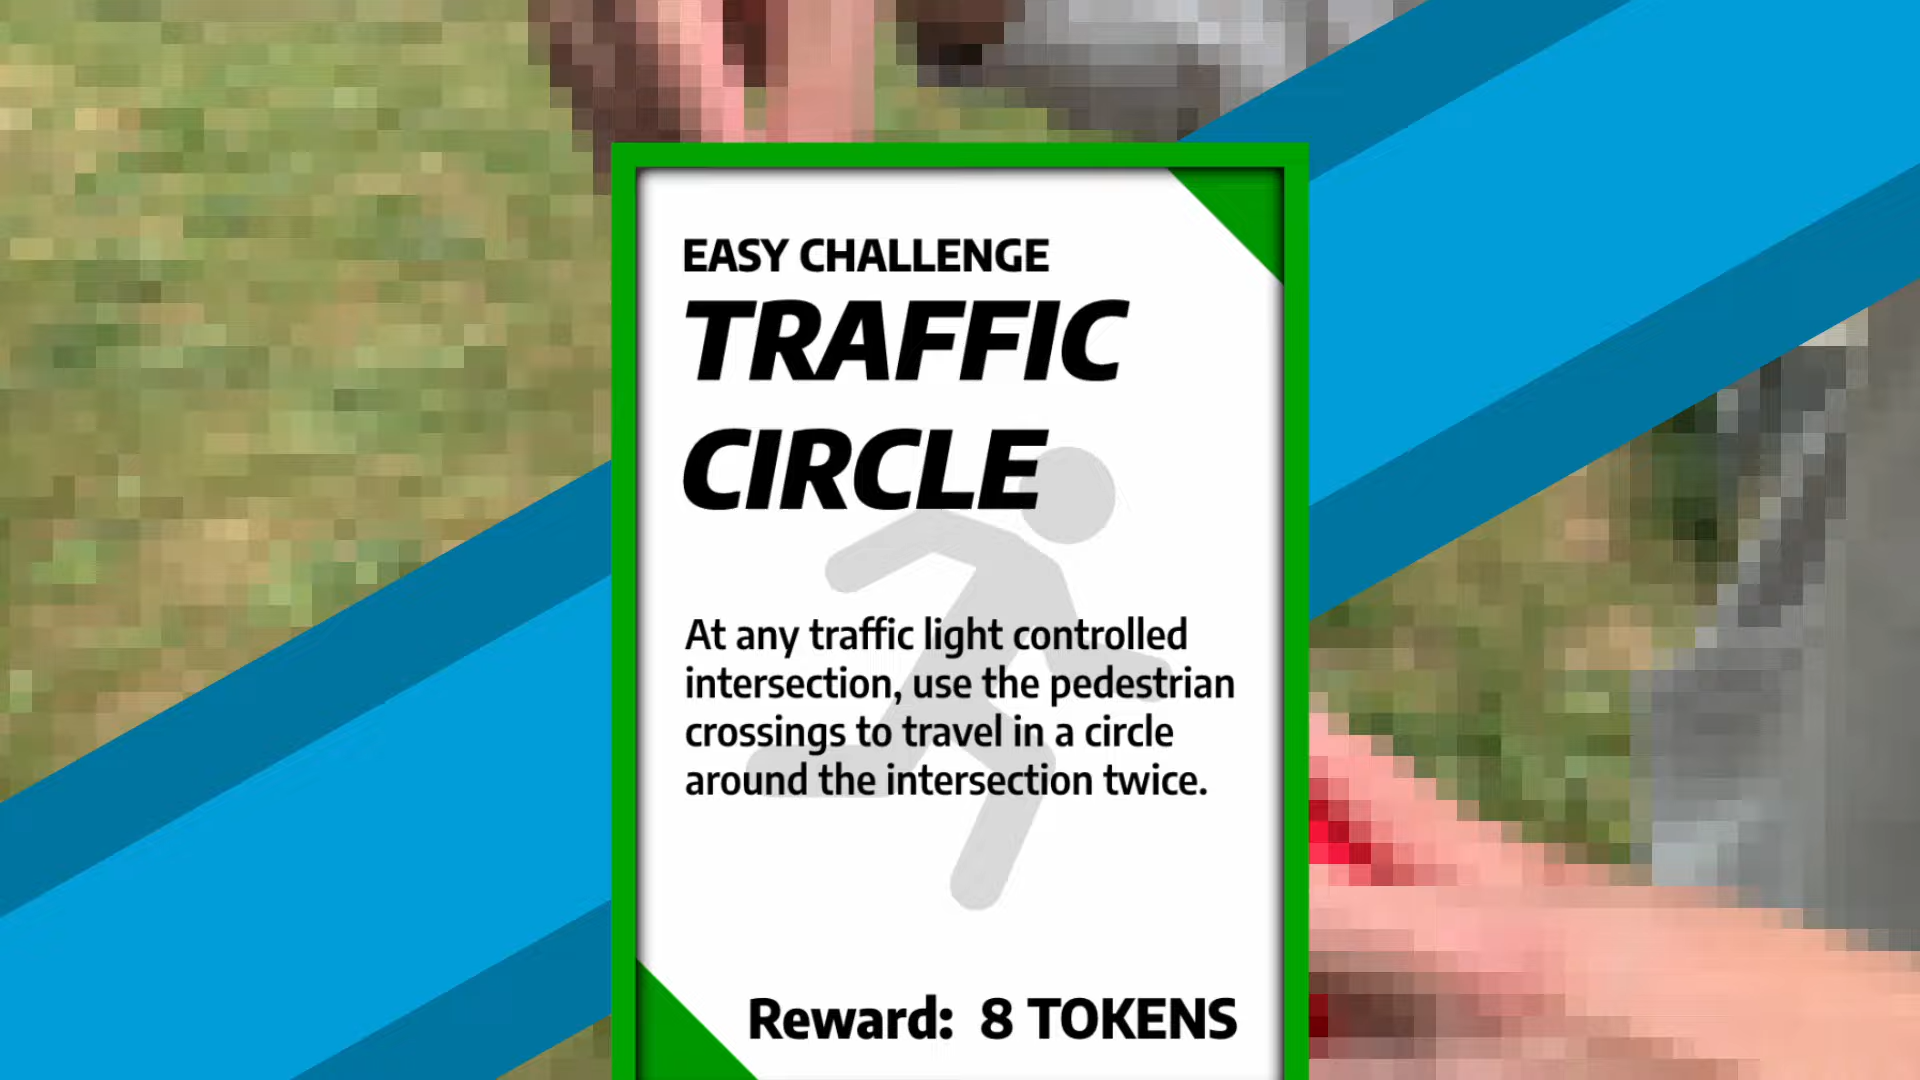 EASY CHALLENGE
TRAFFIC
CIRCLE
At any traffic light controlled
intersection, use the pedestrian
crossings to travel in a circle
around the intersection twice.
Reward: 8 TOKENS